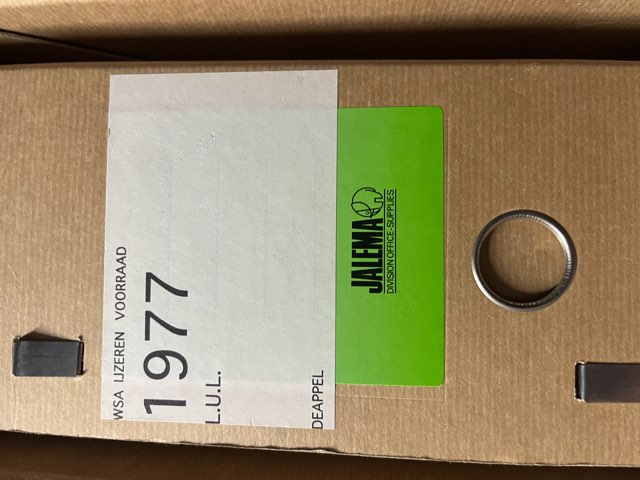 WSA IJZEREN VOORRAAD
1977
L.U.L.
DEAPPEL
JALEMA
DIVISION OFFICE-SUPPLIES